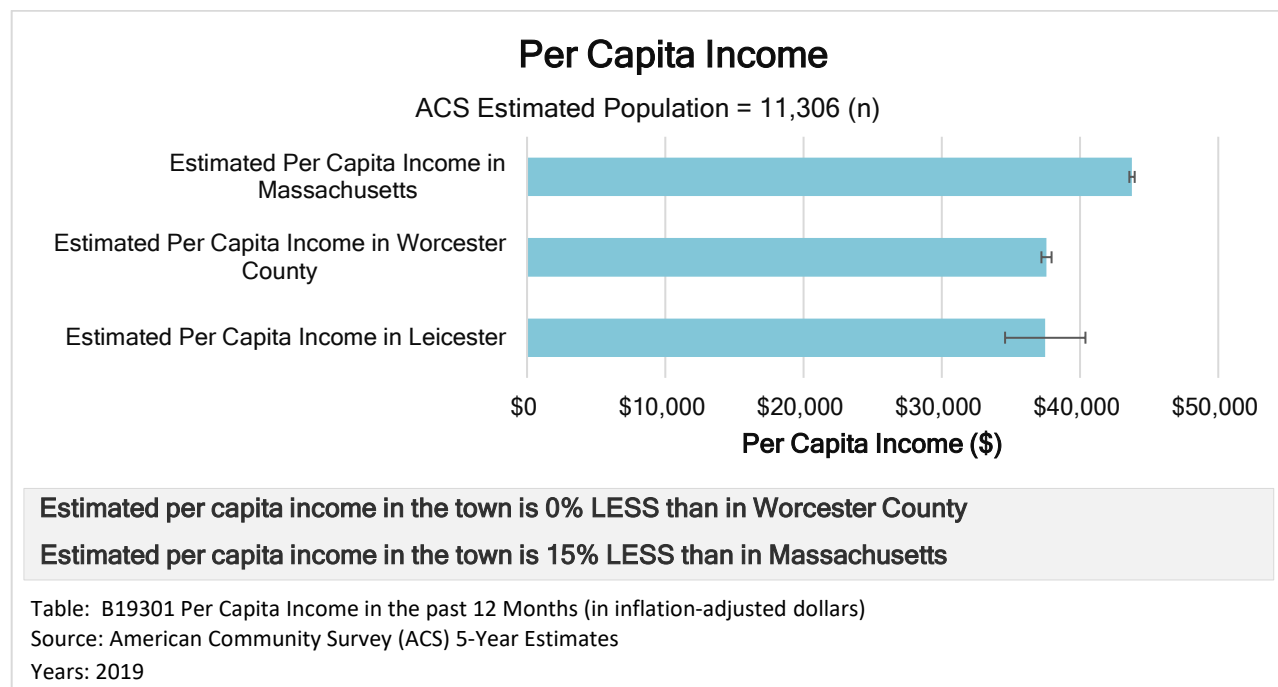 Per Capita Income
ACS Estimated Population = 11,306 (n)
Estimated Per Capita Income in
Massachusetts
Estimated Per Capita Income in Worcester
County
Estimated Per Capita Income in Leicester
$0 $10,000 $20,000 $30,000 $40,000 $50,000
Per Capita Income ($)
Estimated per capita income in the town is 0% LESS than in Worcester County
Estimated per capita income in the town is 15% LESS than in Massachusetts
Table:  B19301 Per Capita Income in the past 12 Months (in inflation-adjusted dollars)
Source: American Community Survey (ACS) 5-Year Estimates
Years: 2019